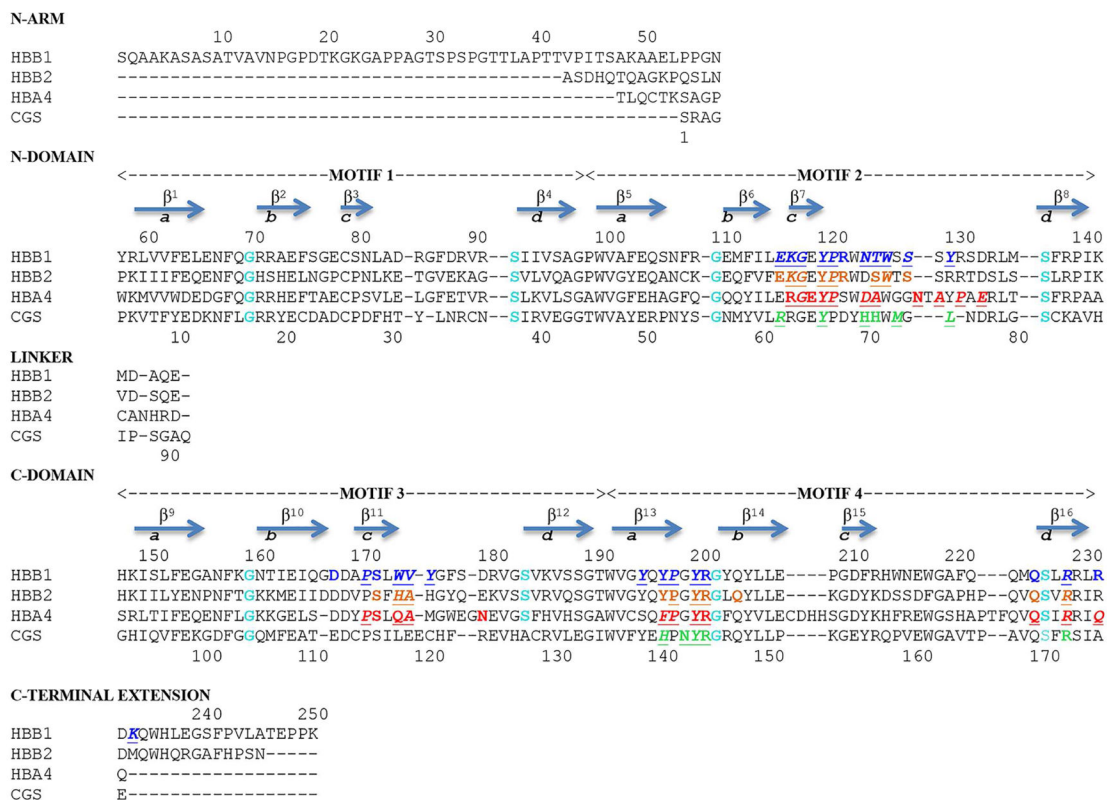 N-ARM
10 20 30 40 50
HBB1 SQAAKASASATVAVNPGPDTKGKGAPPAGTSPSPGTTLAPTTVPITSAKAAELPPGN
HBB2 ------------------------------------------ASDHQTQAGKPQSLN
HBA4 -----------------------------------------------TLQCTKSAGP
CGS -----------------------------------------------------SRAG
1
N-DOMAIN
<--------------------MOTIF 1--------------------><--------------------MOTIF 2--------------------->
β1 β2 β3 β4 β5 β6 β7 β8
a b c d a b c d
60 70 80 90 100 110 120 130 140
HBB1 YRLVVFELENFQGRRAEFSGECSNLAD-RGFDRVR-SIIVSAGPWVAFEQSNFR-GEMFILEKGEYPRWNTWSS---YRSDRLM-SFRPIK
HBB2 PKIIIFEQENFQGHSHELNGPCPNLKE-TGVEKAG-SVLVQAGPWVGYEQANCK-GEQFVFEKGEYPRWDSWTS---SRRTDSLS-SLRPIK
HBA4 WKMVVWDEDGFQGRRHEFTAECPSVLE-LGFETVR-SLKVLSGAWVGFEHAGFQ-GQQYILERGEYPSWDAWGGNTAYPAERLT-SFRPAA
CGS PKVTFYEDKNFLGRRYECDADCPDFHT-YLNRCN-SIRVEGGTWVAYERPNYS-GNMYVLRRGEYPDYHHWMG---L-NDRLG-SCKAVH
10 20 30 40 50 60 70 80
LINKER
HBB1 MD-AQE-
HBB2 VD-SQE-
HBA4 CANHRD-
CGS IP-SGAQ
90
C-DOMAIN
<--------------------MOTIF 3--------------------><--------------------MOTIF 4--------------------->
β9 β10 β11 β12 β13 β14 β15 β16
a b c d a b c d
150 160 170 180 190 200 210 220 230
HBB1 HKISLFEGANFKGNTIEIQGDDAPSLWV-YGFS-DRVGSVKVSSGTWVGYQYPGYRGYQYLLE----PGDFRHWNEWGAFQ---QMQSLRRLR
HBB2 HKIILYENPNFTGKKMEIIDDDVPSFHA-HGYQ-EKVSSVRVQSGTWVGYQYPGYRGLQYLLE----KGDYKDSSDFGAPHP--QVQSVRRIR
HBA4 SRLTIFEQENFLGKKGELS-DDYPSLQAMGWEGNEVGSFHVHSGAWVCSQFPGYRGFQYVLECDHHSGDYKHFREWGSHAPTFQVQSIRRIQ
CGS GHIQVFEKGDFGGQMFEATEDCPSILEECHF-REVHACRVLEGIWVFYEHPNYRGRQYLLP----KGEYRQPVEWGAVTP---AVQSFRSIA
100 110 120 130 140 150 160 170
C-TERMINAL EXTENSION
240 250
HBB1 DKQWHLEGSFPVLATEPPK
HBB2 DMQWHQRGAFHPSN-----
HBA4 Q------------------
CGS E------------------